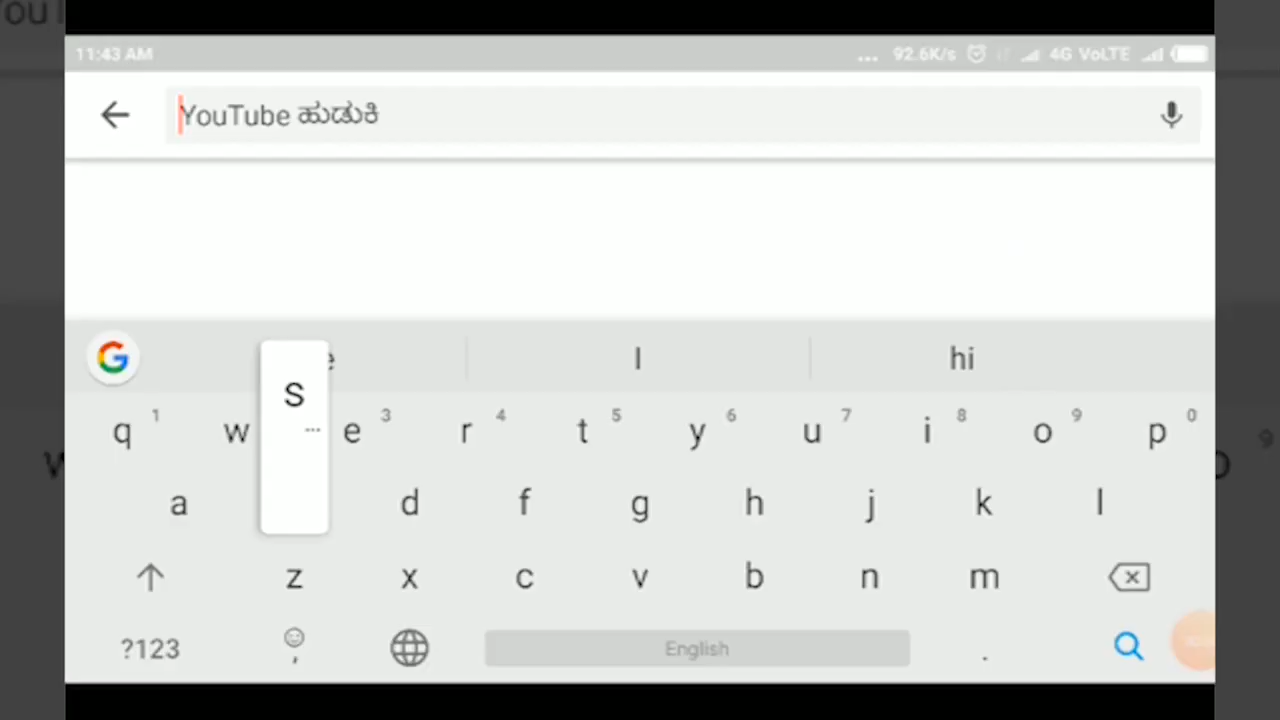 11:43 AM
... 92.6K/s 4G VoLTE
YouTube ಹುಡುಕಿ
G
I hi
S
q 1 w e 3 r 4 t 5 y 6 u 7 i 8 o 9 p 0
a d f g h j k l
z x c v b n m
?123 , English .